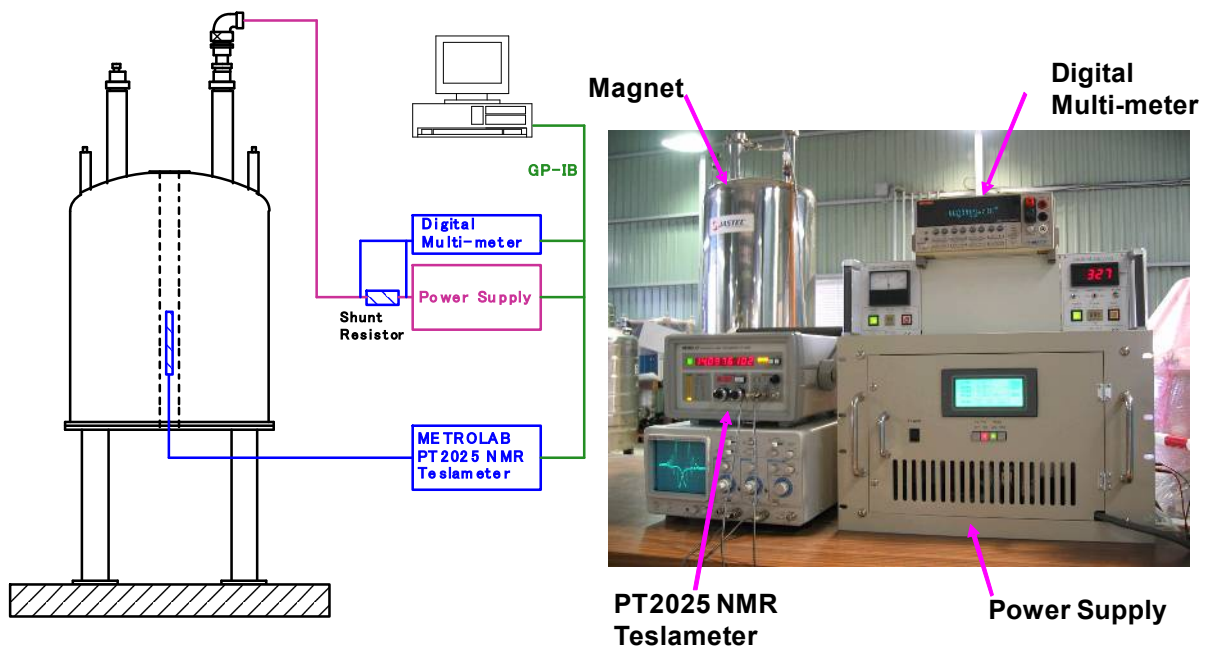 GP-IB
Digital
Multi-meter
Power Supply
Shunt
Resistor
METROLAB
PT2025 NMR
Teslameter
Magnet
Digital
Multi-meter
JASTEC
327
PT2025 NMR
Teslameter
Power Supply